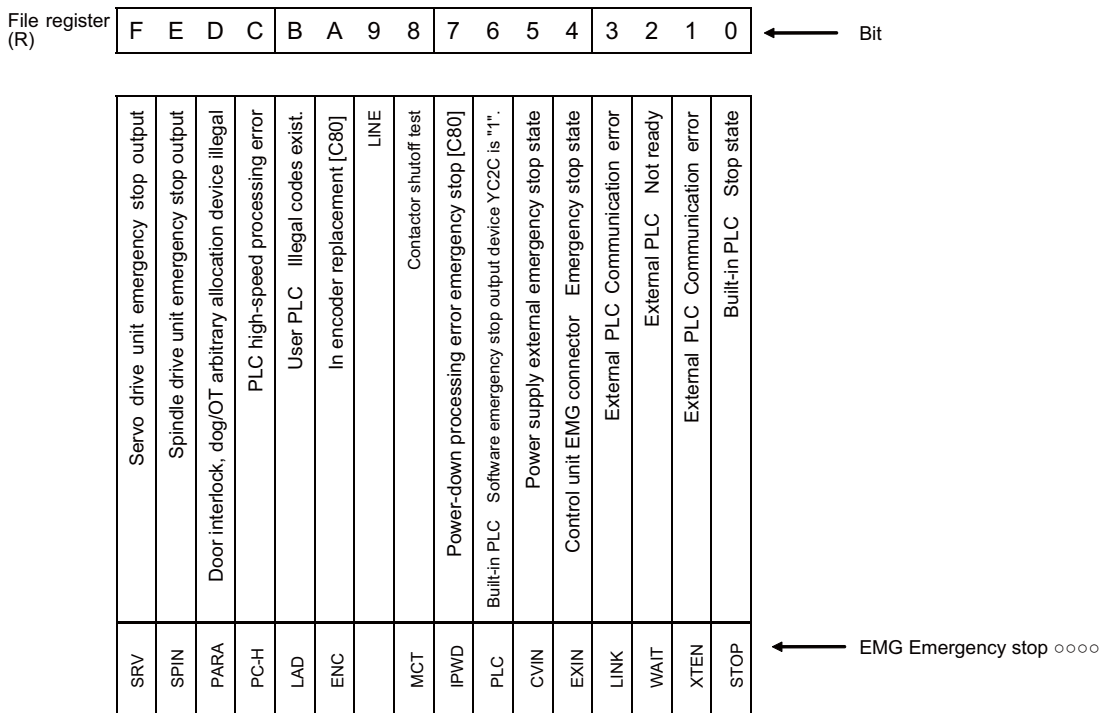 File register
(R)
F E D C B A 9 8 7 6 5 4 3 2 1 0
Bit
Servo drive unit emergency stop output
Spindle drive unit emergency stop output
Door interlock, dog/OT arbitrary allocation device illegal
PLC high-speed processing error
User PLC Illegal codes exist.
In encoder replacement [C80]
LINE
Contactor shutoff test
Power-down processing error emergency stop [C80]
Built-in PLC Software emergency stop output device YC2C is "1".
Power supply external emergency stop state
Control unit EMG connector Emergency stop state
External PLC Communication error
External PLC Not ready
External PLC Communication error
Built-in PLC Stop state
SRV
SPIN
PARA
PC-H
LAD
ENC
MCT
IPWD
PLC
CVIN
EXIN
LINK
WAIT
XTEN
STOP
EMG Emergency stop ○○○○